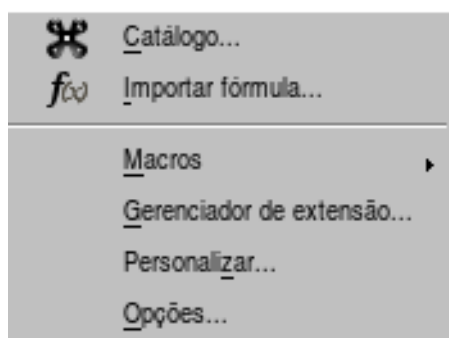 Catálogo...
f(x) Importar fórmula...
Macros
Gerenciador de extensão...
Personalizar...
Opções...